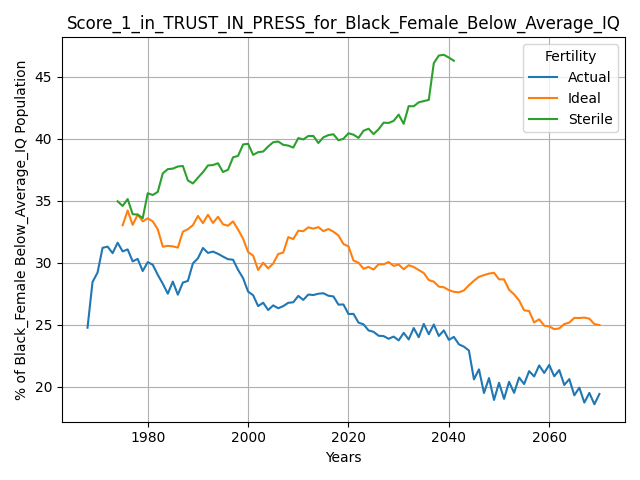 Score_1_in_TRUST_IN_PRESS_for_Black_Female_Below_Average_IQ
% of Black_Female Below_Average_IQ Population
45
40
35
30
25
20
Fertility
Actual
Ideal
Sterile
1980
2000
2020
2040
2060
Years